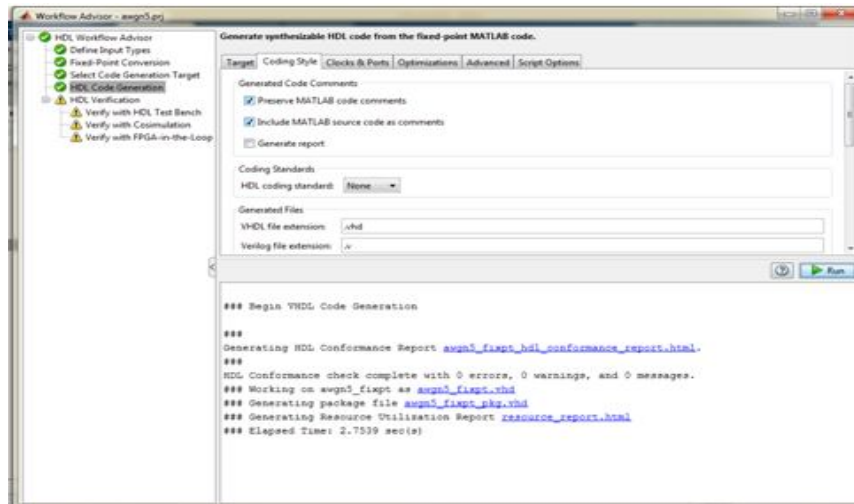 Workflow Advisor - awgn5.prj
HDL Workflow Advisor
Define Input Types
Fixed-Point Conversion
Select Code Generation Target
HDL Code Generation
HDL Verification
Verify with HDL Test Bench
Verify with Cosimulation
Verify with FPGA-in-the-Loop
Generate synthesizable HDL code from the fixed-point MATLAB code.
Target Coding Style Clocks & Ports Optimizations Advanced Script Options
Generated Code Comments
Preserve MATLAB code comments
Include MATLAB source code as comments
Generate report
Coding Standards
HDL coding standard: None
Generated Files
VHDL file extension: .vhd
Verilog file extension: .v
Run
### Begin VHDL Code Generation
###
Generating HDL Conformance Report awgn5_fixpt_hdl_conformance_report.html.
###
HDL Conformance check complete with 0 errors, 0 warnings, and 0 messages.
### Working on awgn5_fixpt as awgn5_fixpt.vhd
### Generating package file awgn5_fixpt_pkg.vhd
### Generating Resource Utilization Report resource_report.html
### Elapsed Time: 2.7539 sec(s)